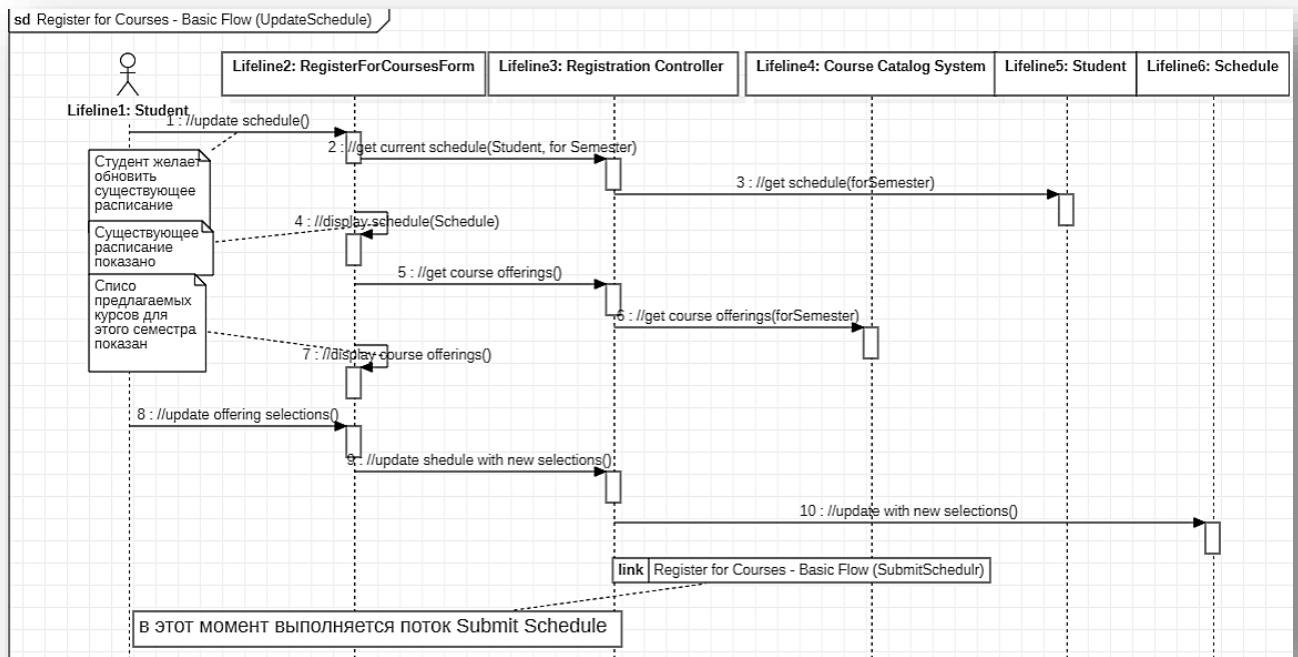 sd Register for Courses - Basic Flow (UpdateSchedule)
Lifeline1: Student
Lifeline2: RegisterForCoursesForm
Lifeline3: Registration Controller
Lifeline4: Course Catalog System
Lifeline5: Student
Lifeline6: Schedule
1 : //update schedule()
Студент желает
обновить
существующее
расписание
2 : //get current schedule(Student, for Semester)
3 : //get schedule(forSemester)
4 : //display schedule(Schedule)
Существующее
расписание
показано
5 : //get course offerings()
Списо
предлагаемых
курсов для
этого семестра
показан
6 : //get course offerings(forSemester)
7 : //display course offerings()
8 : //update offering selections()
9 : //update shedule with new selections()
10 : //update with new selections()
link Register for Courses - Basic Flow (SubmitSchedulr)
в этот момент выполняется поток Submit Schedule